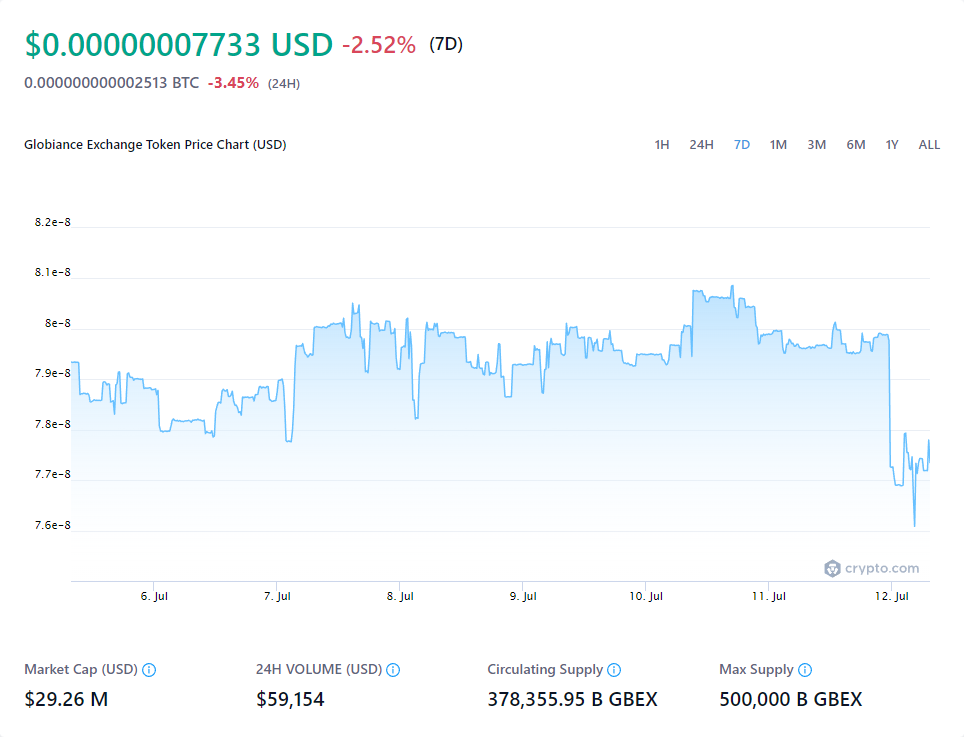 $0.00000007733 USD -2.52% (7D)
0.000000000002513 BTC -3.45% (24H)
Globiance Exchange Token Price Chart (USD) 1H 24H 7D 1M 3M 6M 1Y ALL
8.2e-8
8.1e-8
8e-8
7.9e-8
7.8e-8
7.7e-8
7.6e-8
crypto.com
6. Jul 7. Jul 8. Jul 9. Jul 10. Jul 11. Jul 12. Jul
Market Cap (USD) 24H VOLUME (USD) Circulating Supply Max Supply
$29.26 M $59,154 378,355.95 B GBEX 500,000 B GBEX